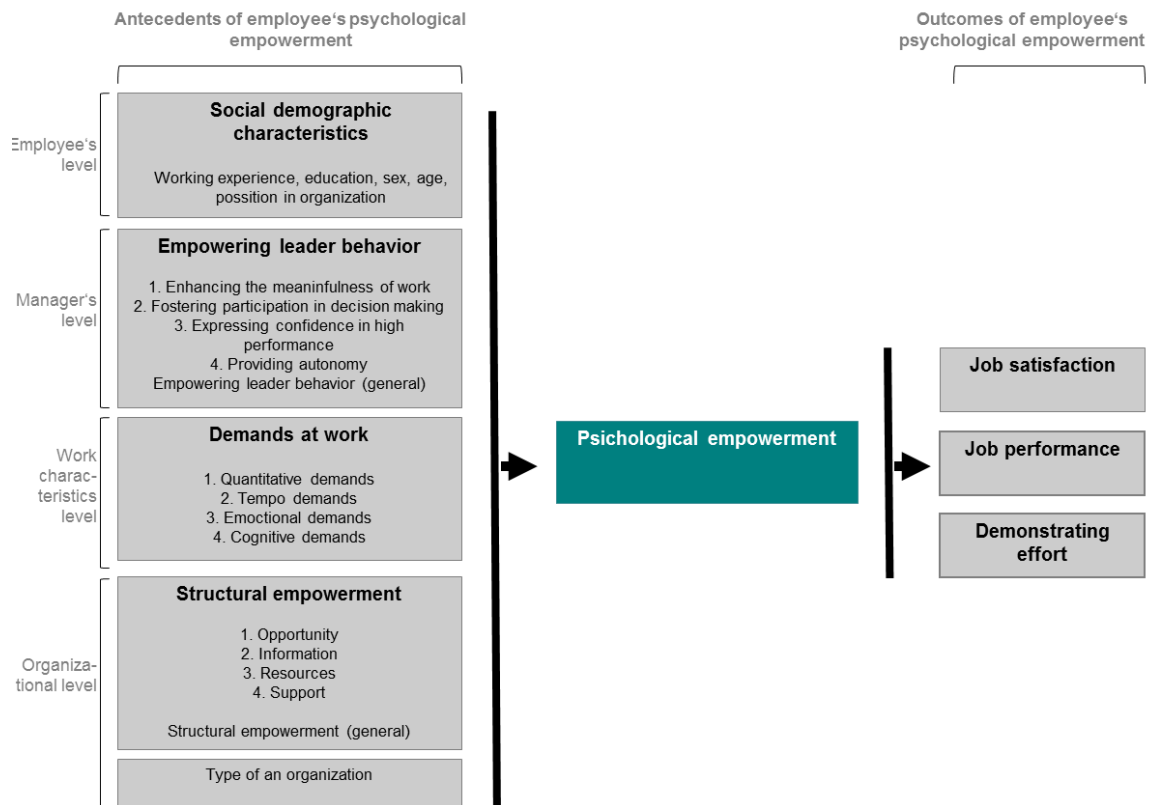 Antecedents of employee‘s psychological
empowerment
Outcomes of employee‘s
psychological empowerment
Employee‘s
level
Social demographic
characteristics
Working experience, education, sex, age,
possition in organization
Manager‘s
level
Empowering leader behavior
1. Enhancing the meaninfulness of work
2. Fostering participation in decision making
3. Expressing confidence in high
performance
4. Providing autonomy
Empowering leader behavior (general)
Work
charac-
teristics
level
Demands at work
1. Quantitative demands
2. Tempo demands
3. Emoctional demands
4. Cognitive demands
Organiza-
tional level
Structural empowerment
1. Opportunity
2. Information
3. Resources
4. Support
Structural empowerment (general)
Type of an organization
Psichological empowerment
Job satisfaction
Job performance
Demonstrating
effort